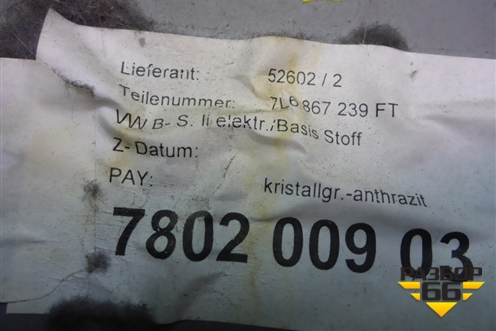 Lieferant: 52602 / 2
Teilenummer: 7L6 867 239 FT
VW B- S. li elektr./Basis Stoff
Z- Datum:
PAY: kristallgr.-anthrazit
7802 009 03
РАЗБОР
66